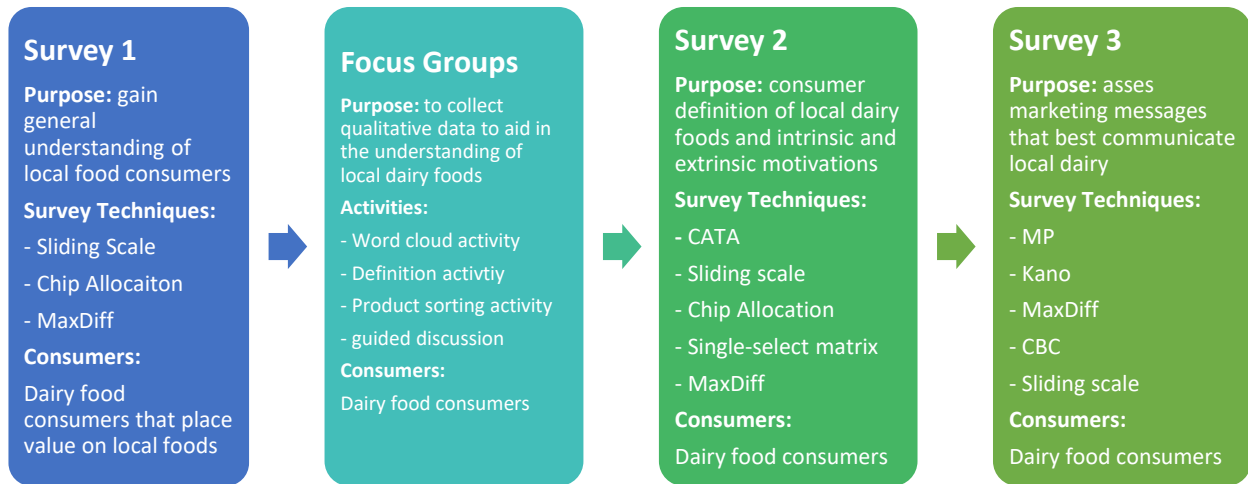 Survey 1
Purpose: gain
general
understanding of
local food consumers
Survey Techniques:
- Sliding Scale
- Chip Allocaiton
- MaxDiff
Consumers:
Dairy food
consumers that place
value on local foods
Focus Groups
Purpose: to collect
qualitative data to aid in
the understanding of
local dairy foods
Activities:
- Word cloud activity
- Definition activtiy
- Product sorting activity
- guided discussion
Consumers:
Dairy food consumers
Survey 2
Purpose: consumer
definition of local dairy
foods and intrinsic and
extrinsic motivations
Survey Techniques:
- CATA
- Sliding scale
- Chip Allocation
- Single-select matrix
- MaxDiff
Consumers:
Dairy food consumers
Survey 3
Purpose: asses
marketing messages
that best communicate
local dairy
Survey Techniques:
- MP
- Kano
- MaxDiff
- CBC
- Sliding scale
Consumers:
Dairy food consumers